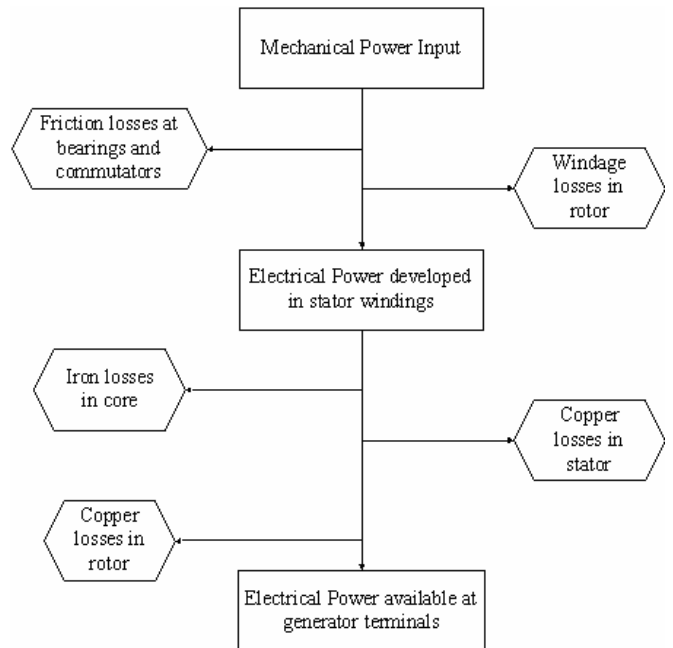 Mechanical Power Input
Friction losses at
bearings and
commutators
Windage
losses in
rotor
Electrical Power developed
in stator windings
Iron losses
in core
Copper
losses in
stator
Copper
losses in
rotor
Electrical Power available at
generator terminals